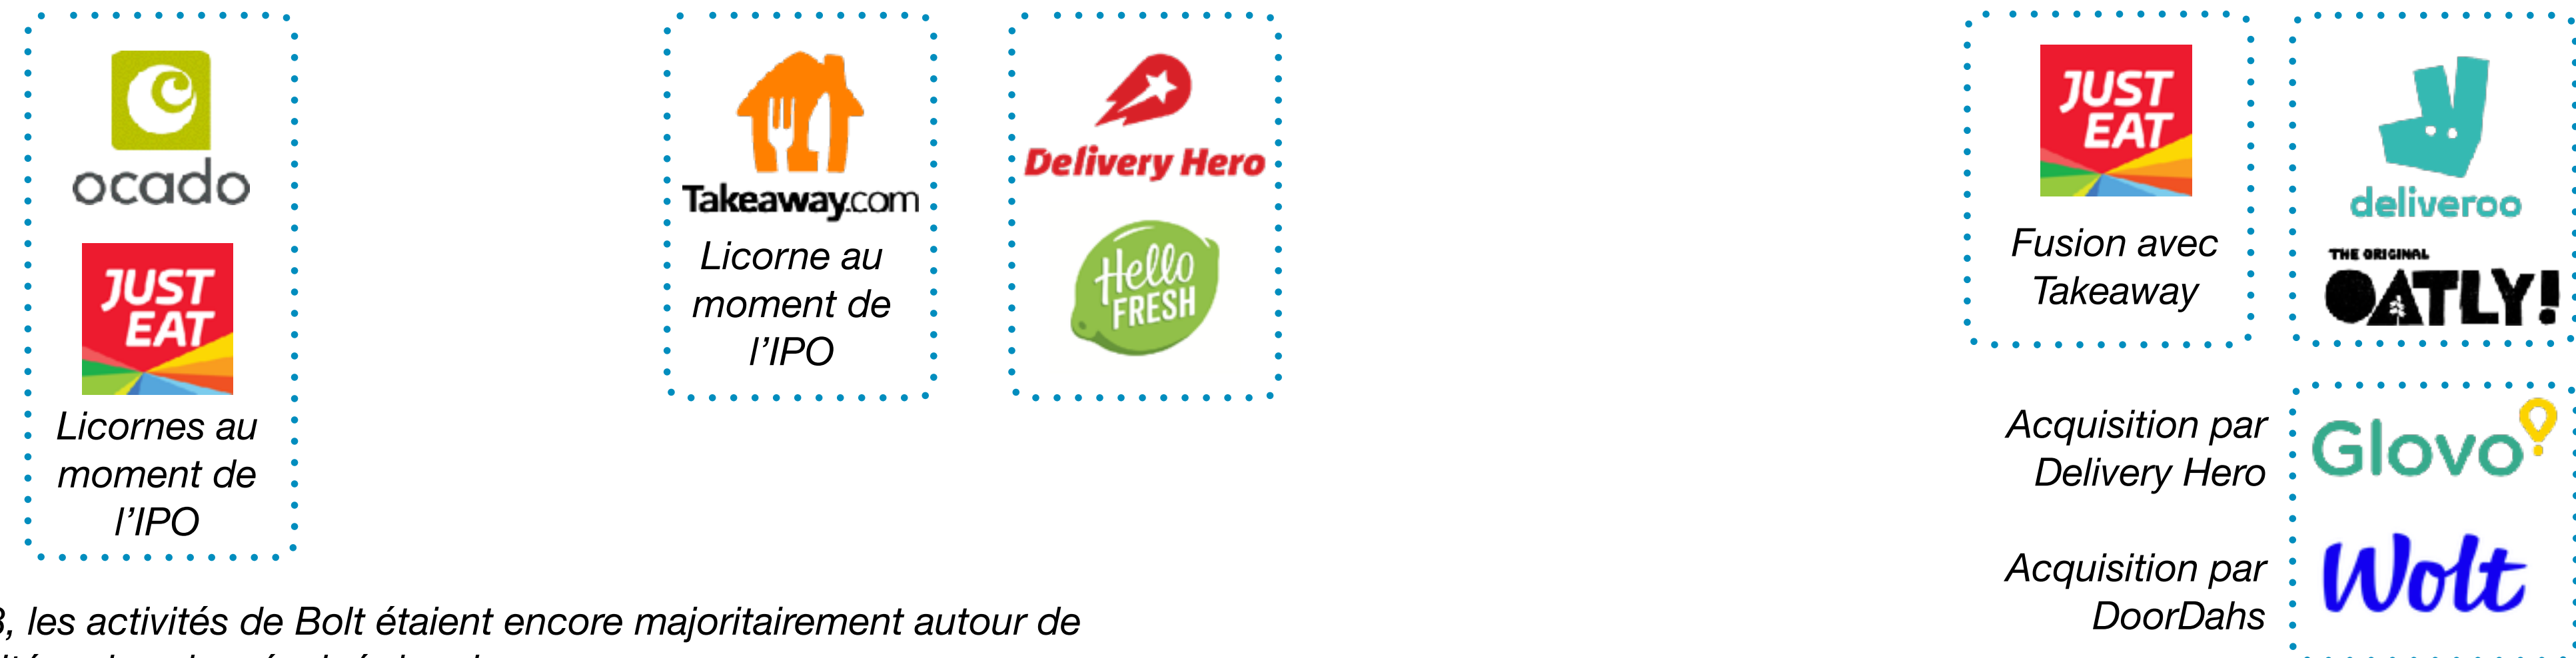 ocado
JUST
EAT
Licornes au
moment de
l'IPO
Takeaway.com
Licorne au
moment de
l'IPO
Delivery Hero
Hello
FRESH
JUST
EAT
Fusion avec
Takeaway
deliveroo
THE ORIGINAL
OATLY!
Acquisition par
Delivery Hero
Glovo
Acquisition par
DoorDahs
Wolt
, les activités de Bolt étaient encore majoritairement autour de